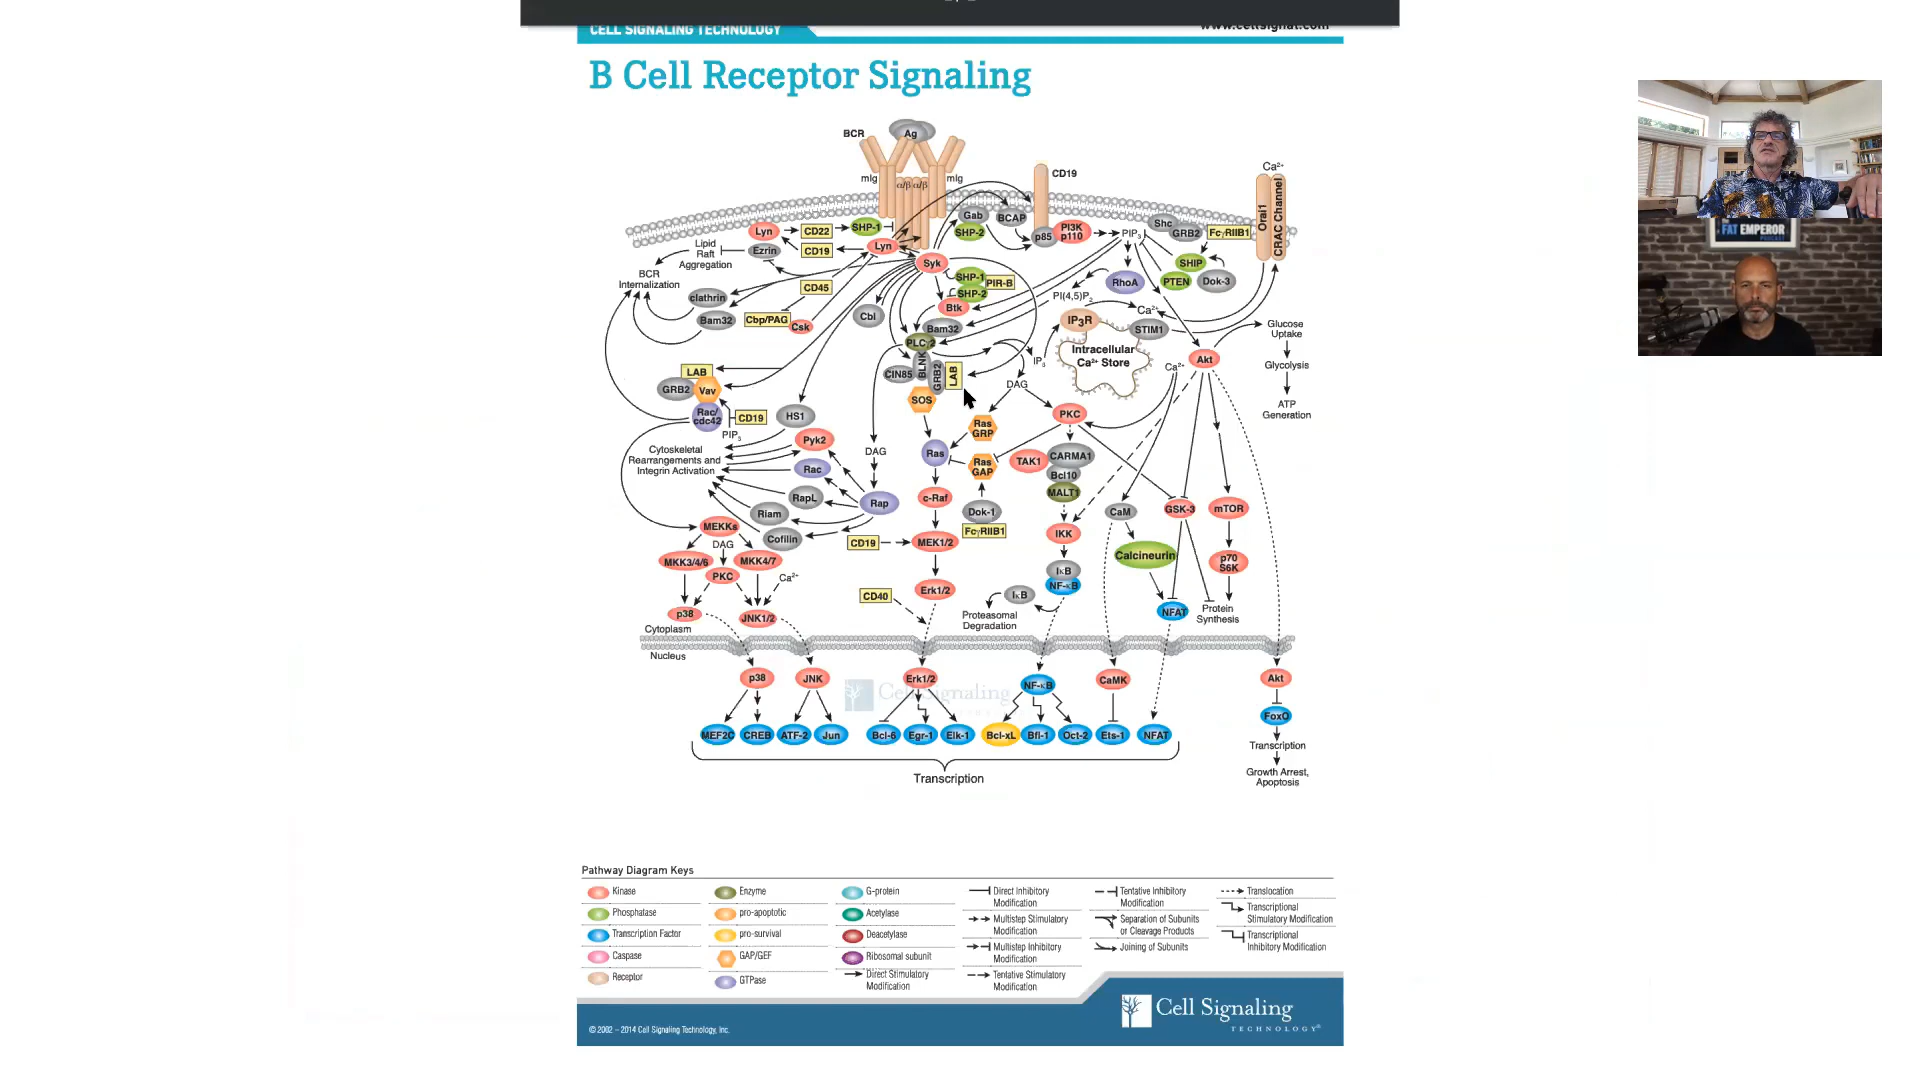 CELL SIGNALING TECHNOLOGY
www.cellsignal.com
B Cell Receptor Signaling
BCR
Ag
mIg
α/β
α/β
mIg
CD19
Ca²⁺
Orai1
CRAC Channel
Lyn
CD22
SHP-1
Gab
SHP-2
BCAP
p85
PI3K
p110
PIP₃
Shc
GRB2
FcγRIIB1
Lipid
Raft
Aggregation
Ezrin
CD19
Lyn
Syk
SHIP
PTEN
Dok-3
BCR
Internalization
clathrin
CD45
SHP-1
SHP-2
PIR-B
RhoA
Bam32
Cbp/PAG
Csk
Cbl
Btk
Bam32
PI(4,5)P₂
Ca²⁺
IP3R
STIM1
Intracellular
Ca²⁺ Store
Glucose
Uptake
Glycolysis
ATP
Generation
PLCγ2
BLNK
CIN85
GRB2
LAB
IP₃
DAG
Ca²⁺
Akt
LAB
GRB2
Vav
Rac/
cdc42
CD19
PIP₃
HS1
SOS
Ras
GRP
PKC
Cytoskeletal
Rearrangements and
Integrin Activation
Pyk2
Rac
RapL
Riam
Cofilin
DAG
Rap
Ras
Ras
GAP
TAK1
CARMA1
Bcl10
MALT1
c-Raf
Dok-1
FcγRIIB1
CaM
GSK-3
mTOR
MEKKs
DAG
MKK3/4/6
MKK4/7
PKC
Ca²⁺
CD19
MEK1/2
IKK
Calcineurin
p70
S6K
p38
JNK1/2
CD40
Erk1/2
IκB
NF-κB
IκB
Proteasomal
Degradation
NFAT
Protein
Synthesis
Cytoplasm
Nucleus
p38
JNK
Erk1/2
NF-κB
CaMK
Akt
Cell Signaling
MEF2C
CREB
ATF-2
Jun
Bcl-6
Egr-1
Elk-1
Bcl-xL
Bfl-1
Oct-2
Ets-1
NFAT
FoxO
Transcription
Growth Arrest,
Apoptosis
Transcription
Pathway Diagram Keys
Kinase
Phosphatase
Transcription Factor
Caspase
Receptor
Enzyme
pro-apoptotic
pro-survival
GAP/GEF
GTPase
G-protein
Acetylase
Deacetylase
Ribosomal subunit
Direct Stimulatory
Modification
Direct Inhibitory
Modification
Multistep Stimulatory
Modification
Multistep Inhibitory
Modification
Tentative Stimulatory
Modification
Tentative Inhibitory
Modification
Separation of Subunits
or Cleavage Products
Joining of Subunits
Translocation
Transcriptional
Stimulatory Modification
Transcriptional
Inhibitory Modification
© 2002 – 2014 Cell Signaling Technology, Inc.
Cell Signaling
TECHNOLOGY®
FAT EMPEROR
PODCAST